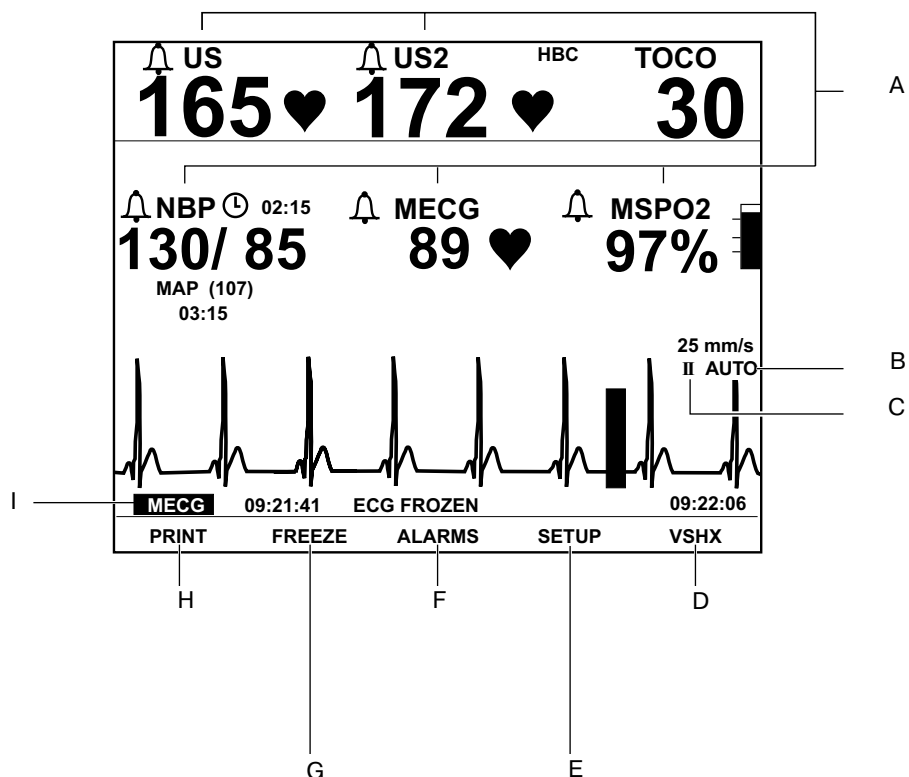 US US2 HBC TOCO
165 172 30
A
NBP 02:15 MECG MSPO2
130/ 85 89 97%
MAP (107)
03:15
25 mm/s
II AUTO B
C
I MECG 09:21:41 ECG FROZEN 09:22:06
PRINT FREEZE ALARMS SETUP VSHX
H F D
G E